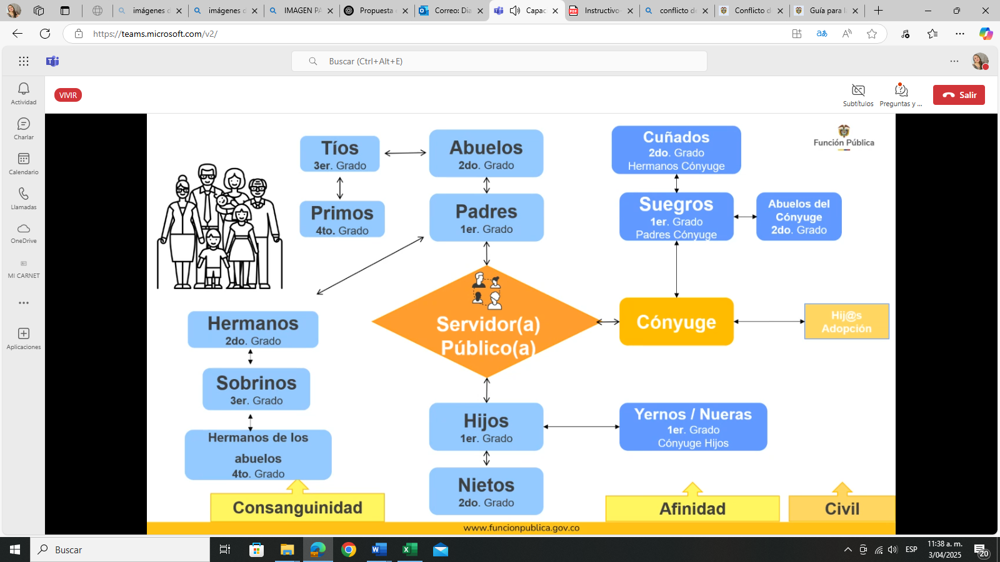 imágenes d
imágenes d
IMAGEN PA
Propuesta
Correo: Dia
Capac
Instructivo-
conflicto de
Conflicto d
Guía para l
https://teams.microsoft.com/v2/
Buscar (Ctrl+Alt+E)
Actividad
Charlar
Calendario
Llamadas
OneDrive
MI CARNET
Aplicaciones
VIVIR
Subtítulos
Preguntas y ...
Salir
Función Pública
Tíos
3er. Grado
Abuelos
2do. Grado
Cuñados
2do. Grado
Hermanos Cónyuge
Primos
4to. Grado
Padres
1er. Grado
Suegros
1er. Grado
Padres Cónyuge
Abuelos del
Cónyuge
2do. Grado
Servidor(a)
Público(a)
Cónyuge
Hij@s
Adopción
Hermanos
2do. Grado
Sobrinos
3er. Grado
Hermanos de los
abuelos
4to. Grado
Hijos
1er. Grado
Yernos / Nueras
1er. Grado
Cónyuge Hijos
Nietos
2do. Grado
Consanguinidad
Afinidad
Civil
www.funcionpublica.gov.co
Buscar
ESP
11:38 a. m.
3/04/2025
20